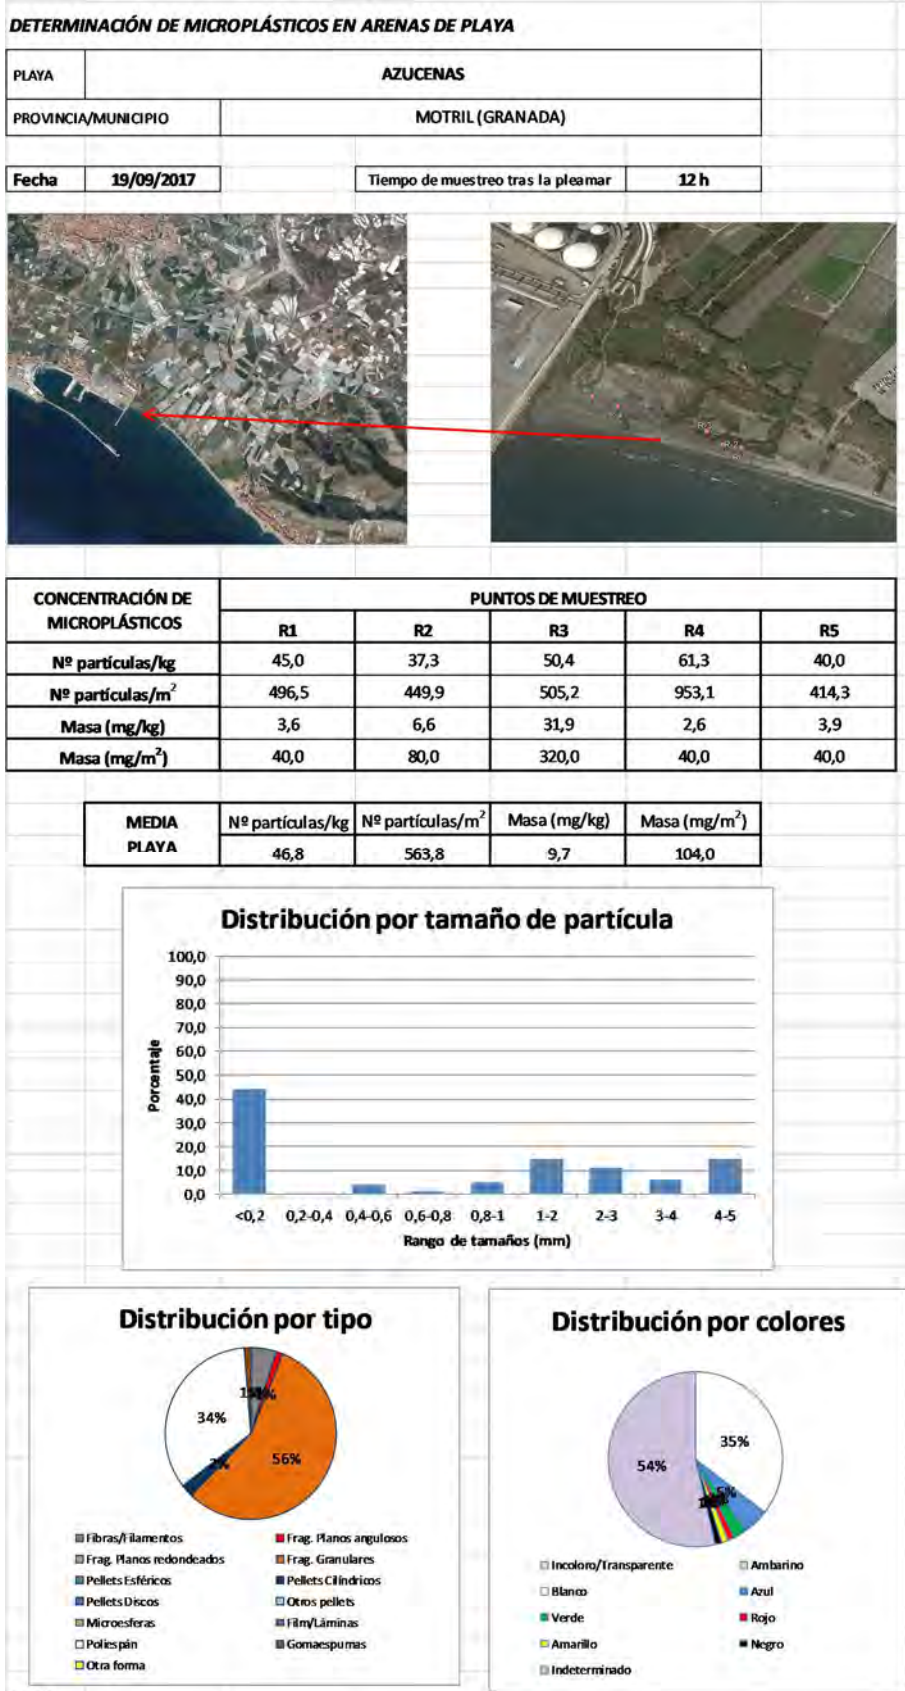 DETERMINACIÓN DE MICROPLÁSTICOS EN ARENAS DE PLAYA
PLAYA AZUCENAS
PROVINCIA/MUNICIPIO MOTRIL (GRANADA)
Fecha 19/09/2017 Tiempo de muestreo tras la pleamar 12 h
CONCENTRACIÓN DE MICROPLÁSTICOS PUNTOS DE MUESTREO
R1 R2 R3 R4 R5
Nº partículas/kg 45,0 37,3 50,4 61,3 40,0
Nº partículas/m² 496,5 449,9 505,2 953,1 414,3
Masa (mg/kg) 3,6 6,6 31,9 2,6 3,9
Masa (mg/m²) 40,0 80,0 320,0 40,0 40,0
MEDIA PLAYA Nº partículas/kg Nº partículas/m² Masa (mg/kg) Masa (mg/m²)
46,8 563,8 9,7 104,0
Distribución por tamaño de partícula
Porcentaje
100,0
90,0
80,0
70,0
60,0
50,0
40,0
30,0
20,0
10,0
0,0
<0,2 0,2-0,4 0,4-0,6 0,6-0,8 0,8-1 1-2 2-3 3-4 4-5
Rango de tamaños (mm)
Distribución por tipo
34%
56%
2%
Fibras/Filamentos Frag. Planos angulosos
Frag. Planos redondeados Frag. Granulares
Pellets Esféricos Pellets Cilíndricos
Pellets Discos Otros pellets
Microesferas Film/Láminas
Poliespán Gomaespumas
Otra forma
Distribución por colores
35%
54%
5%
Incoloro/Transparente Ambarino
Blanco Azul
Verde Rojo
Amarillo Negro
Indeterminado